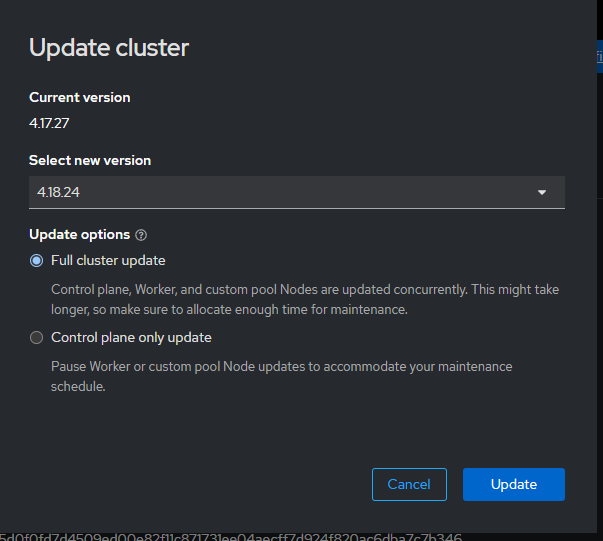 Update cluster
Current version
4.17.27
Select new version
4.18.24
Update options
Full cluster update
Control plane, Worker, and custom pool Nodes are updated concurrently. This might take
longer, so make sure to allocate enough time for maintenance.
Control plane only update
Pause Worker or custom pool Node updates to accommodate your maintenance
schedule.
Cancel
Update